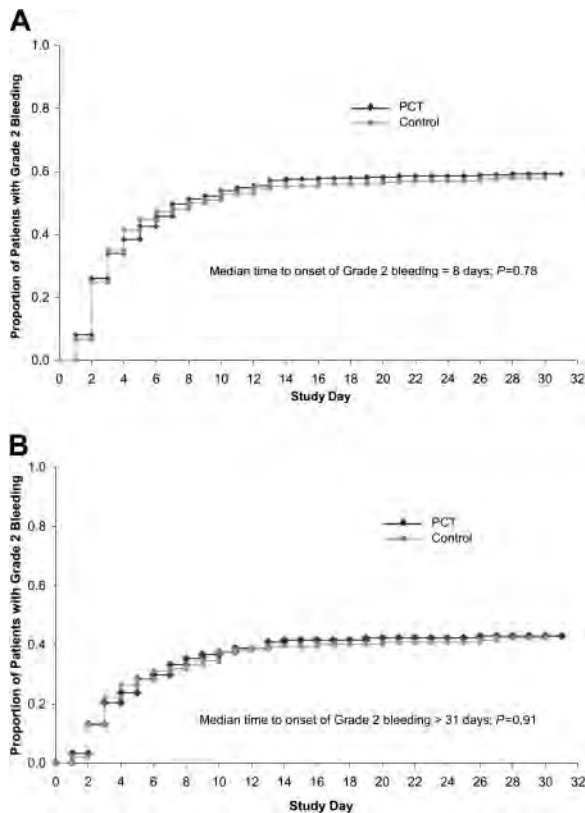 A
Proportion of Patients with Grade 2 Bleeding
1.0
0.8
0.6
0.4
0.2
0.0
PCT
Control
Median time to onset of Grade 2 bleeding = 8 days; P=0.78
0 2 4 6 8 10 12 14 16 18 20 22 24 26 28 30 32
Study Day
B
Proportion of Patients with Grade 2 Bleeding
1.0
0.8
0.6
0.4
0.2
0.0
PCT
Control
Median time to onset of Grade 2 bleeding > 31 days; P=0.91
0 2 4 6 8 10 12 14 16 18 20 22 24 26 28 30 32
Study Day